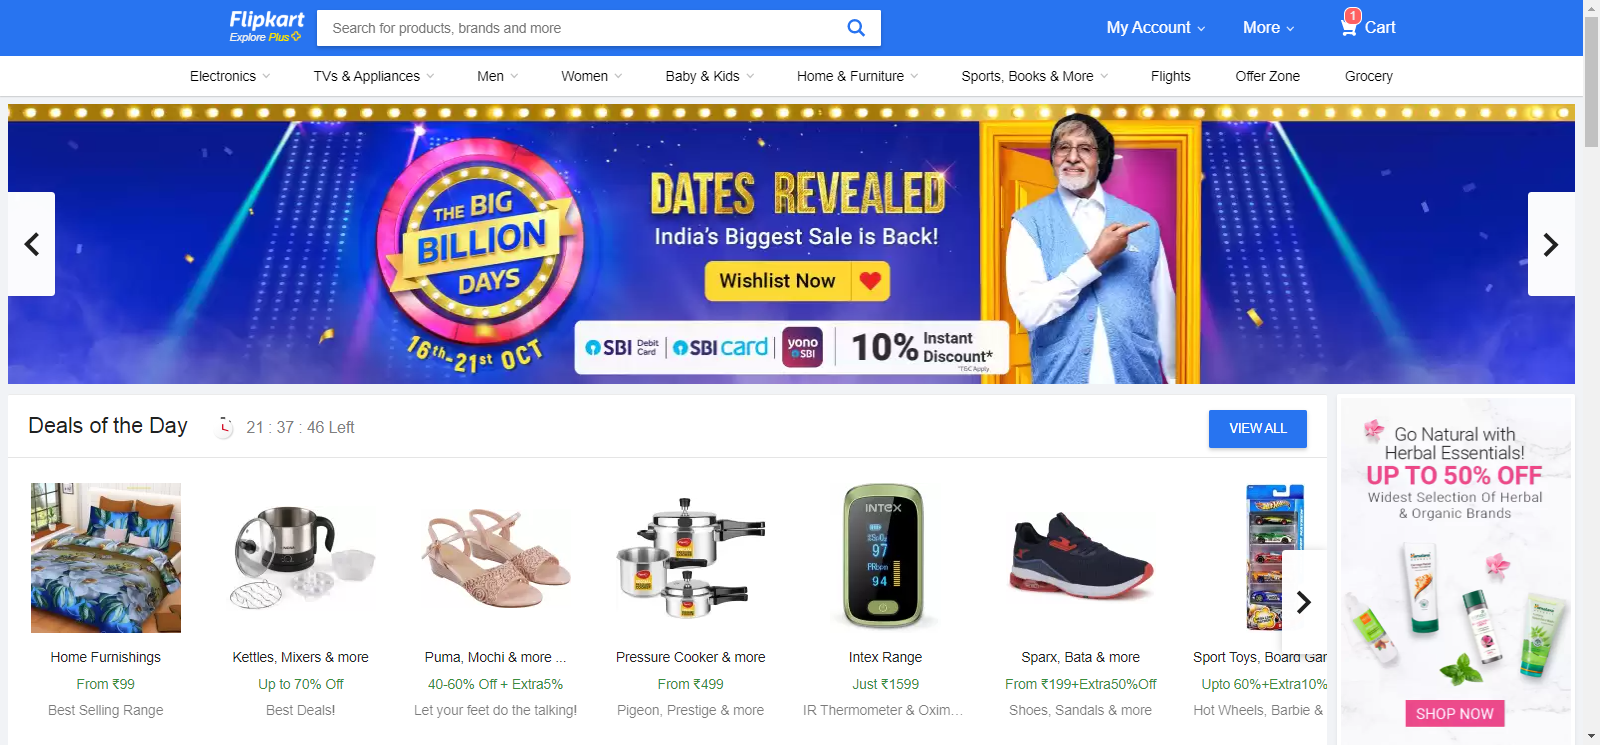 Flipkart
Explore Plus
Search for products, brands and more
My Account
More
1
Cart
Electronics
TVs & Appliances
Men
Women
Baby & Kids
Home & Furniture
Sports, Books & More
Flights
Offer Zone
Grocery
THE BIG
BILLION
DAYS
16th-21st OCT
DATES REVEALED
India's Biggest Sale is Back!
Wishlist Now
SBI Debit Card
SBI card
yono
SBI
10% Instant Discount*
*T&C Apply
Deals of the Day
21 : 37 : 46 Left
VIEW ALL
INTEX
%SpO₂
97
PRbpm
94
Home Furnishings
From ₹99
Best Selling Range
Kettles, Mixers & more
Up to 70% Off
Best Deals!
Puma, Mochi & more ...
40-60% Off + Extra5%
Let your feet do the talking!
Pressure Cooker & more
From ₹499
Pigeon, Prestige & more
Intex Range
Just ₹1599
IR Thermometer & Oxim...
Sparx, Bata & more
From ₹199+Extra50%Off
Shoes, Sandals & more
Sport Toys, Board Gar
Upto 60%+Extra10%
Hot Wheels, Barbie &
Go Natural with
Herbal Essentials!
UP TO 50% OFF
Widest Selection Of Herbal
& Organic Brands
SHOP NOW